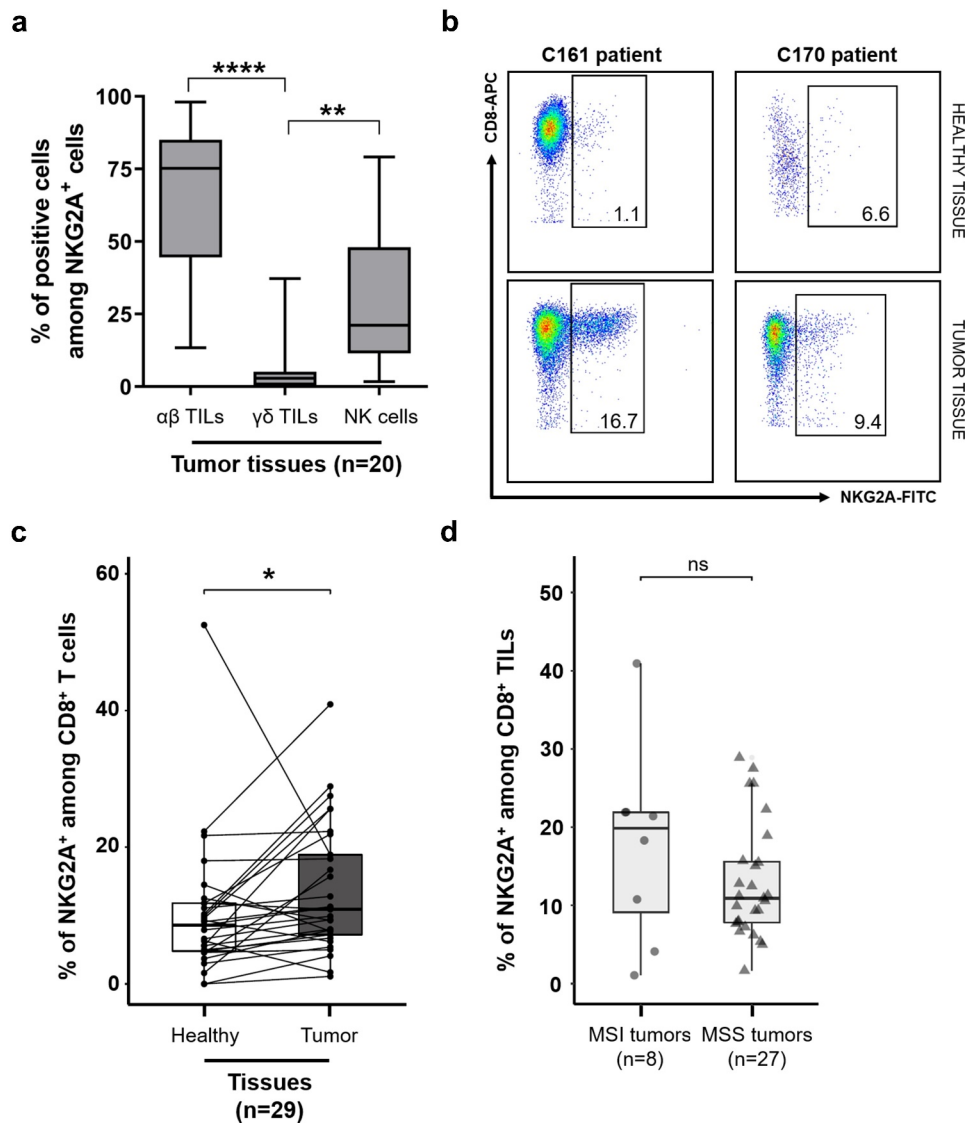 a
****
**
100
75
50
25
0
% of positive cells
among NKG2A⁺ cells
αβ TILs γδ TILs NK cells
Tumor tissues (n=20)
b
C161 patient C170 patient
CD8-APC
1.1
6.6
HEALTHY TISSUE
16.7
9.4
TUMOR TISSUE
NKG2A-FITC
c
*
60
40
20
0
% of NKG2A⁺ among CD8⁺ T cells
Healthy Tumor
Tissues
(n=29)
d
ns
50
40
30
20
10
0
% of NKG2A⁺ among CD8⁺ TILs
MSI tumors MSS tumors
(n=8) (n=27)